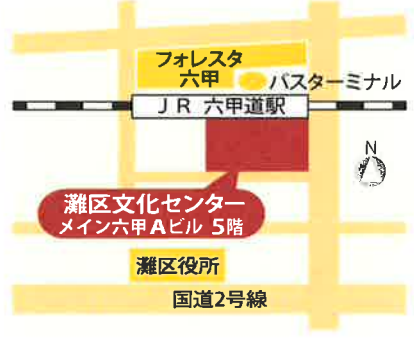 フォレスタ
六甲
バスターミナル
JR 六甲道駅
N
灘区文化センター
メイン六甲Aビル 5階
灘区役所
国道2号線